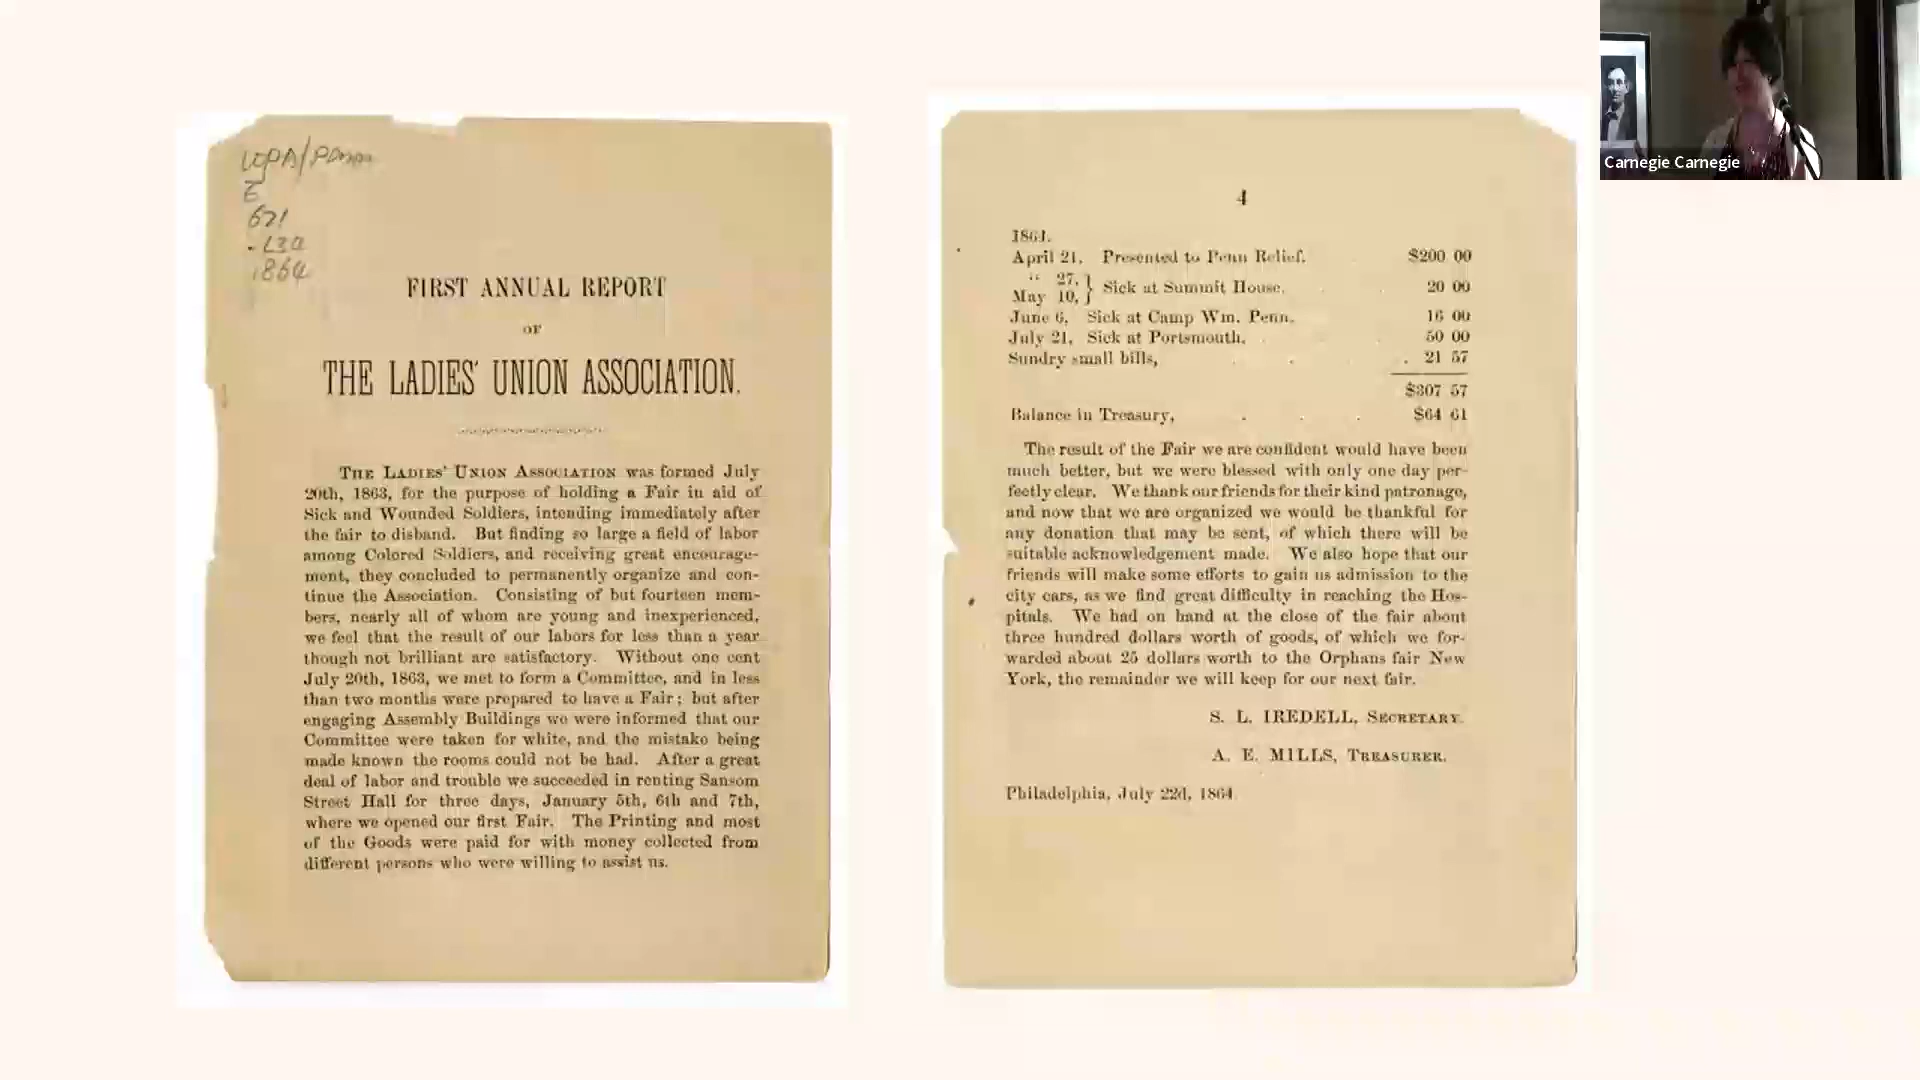 E
621
.L3a
1864
FIRST ANNUAL REPORT
OF
THE LADIES' UNION ASSOCIATION.
THE LADIES' UNION ASSOCIATION was formed July
20th, 1863, for the purpose of holding a Fair in aid of
Sick and Wounded Soldiers, intending immediately after
the fair to disband. But finding so large a field of labor
among Colored Soldiers, and receiving great encourage-
ment, they concluded to permanently organize and con-
tinue the Association. Consisting of but fourteen mem-
bers, nearly all of whom are young and inexperienced,
we feel that the result of our labors for less than a year
though not brilliant are satisfactory. Without one cent
July 20th, 1863, we met to form a Committee, and in less
than two months were prepared to have a Fair; but after
engaging Assembly Buildings we were informed that our
Committee were taken for white, and the mistake being
made known the rooms could not be had. After a great
deal of labor and trouble we succeeded in renting Sansom
Street Hall for three days, January 5th, 6th and 7th,
where we opened our first Fair. The Printing and most
of the Goods were paid for with money collected from
different persons who were willing to assist us.
4
1864.
April 21, Presented to Penn Relief, $200 00
" 27, } Sick at Summit House, 20 00
May 10,
June 6, Sick at Camp Wm. Penn. 16 00
July 21, Sick at Portsmouth, 50 00
Sundry small bills, 21 57
$307 57
Balance in Treasury, $64 61
The result of the Fair we are confident would have been
much better, but we were blessed with only one day per-
fectly clear. We thank our friends for their kind patronage,
and now that we are organized we would be thankful for
any donation that may be sent, of which there will be
suitable acknowledgement made. We also hope that our
friends will make some efforts to gain us admission to the
city cars, as we find great difficulty in reaching the Hos-
pitals. We had on hand at the close of the fair about
three hundred dollars worth of goods, of which we for-
warded about 25 dollars worth to the Orphans fair New
York, the remainder we will keep for our next fair.
S. L. IREDELL, SECRETARY.
A. E. MILLS, TREASURER.
Philadelphia, July 22d, 1864
Carnegie Carnegie